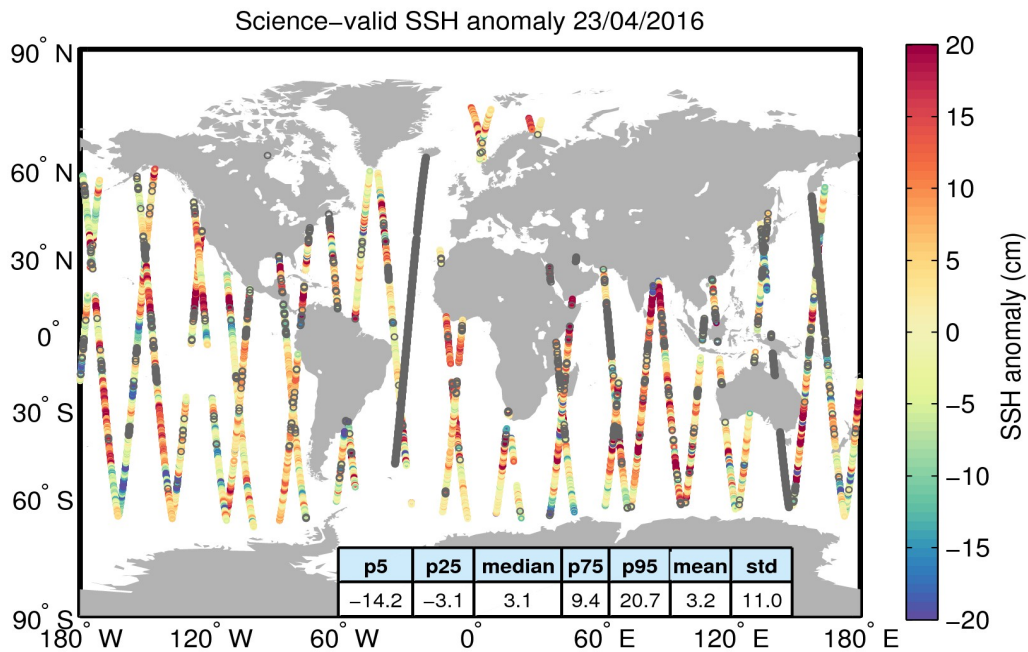 Science−valid SSH anomaly 23/04/2016
90° N
60° N
30° N
0°
30° S
60° S
90° S
180° W
120° W
60° W
0°
60° E
120° E
180° E
p5 p25 median p75 p95 mean std
−14.2 −3.1 3.1 9.4 20.7 3.2 11.0
20
15
10
5
0
−5
−10
−15
−20
SSH anomaly (cm)